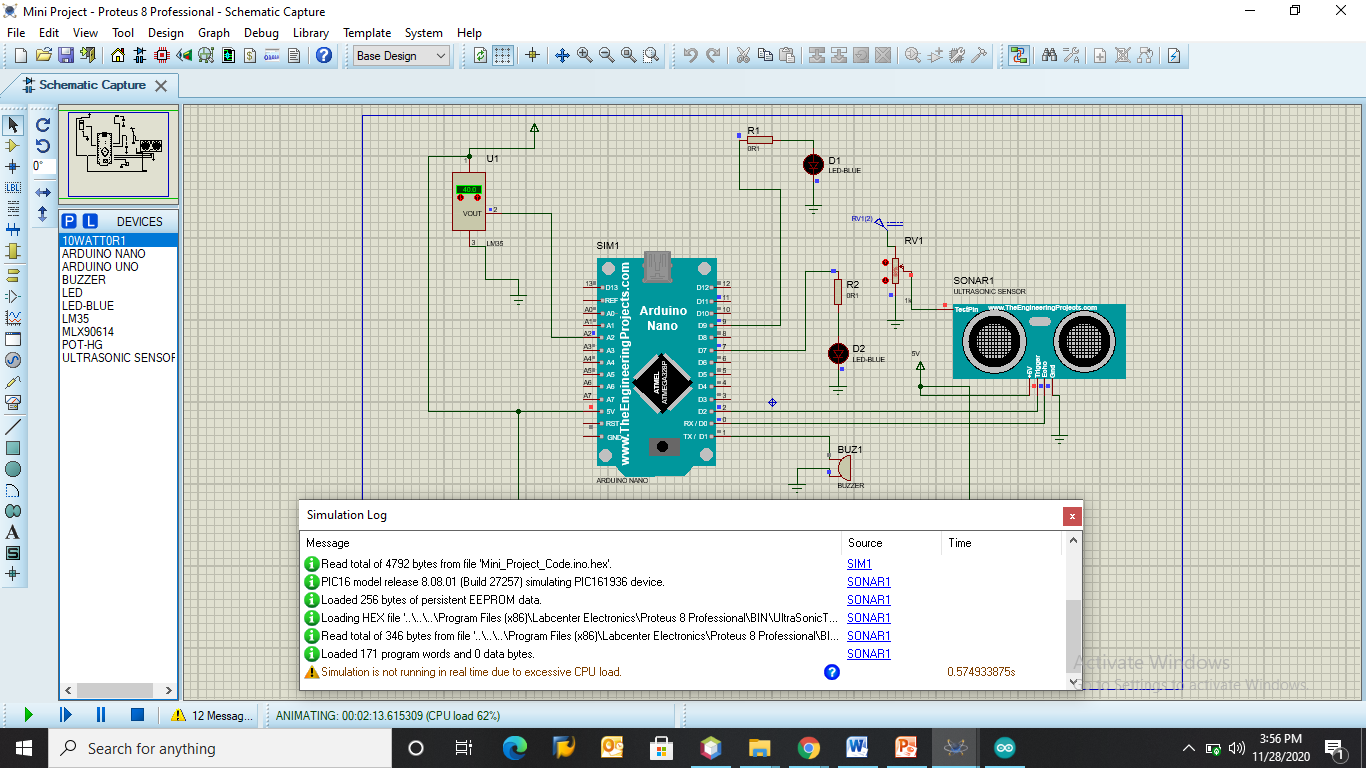 Mini Project - Proteus 8 Professional - Schematic Capture
File Edit View Tool Design Graph Debug Library Template System Help
Base Design
Schematic Capture
0°
P L DEVICES
10WATT0R1
ARDUINO NANO
ARDUINO UNO
BUZZER
LED
LED-BLUE
LM35
MLX90614
POT-HG
ULTRASONIC SENSOR
U1
40.0
VOUT
2
3
LM35
R1
0R1
D1
LED-BLUE
RV1(2)
RV1
1k
SIM1
www.TheEngineeringProjects.com
Arduino
Nano
ATMEL
ATMEGA328P
13 D13 D12 12
REF D11 11
A0 A0 D10 10
A1 A1 D9 9
A2 A2 D8 8
A3 A3 D7 7
A4 A4 D6 6
A5 A5 D5 5
A6 A6 D4 4
A7 A7 D3 3
5V D2 2
RST RX / D0 0
GND TX / D1 1
ARDUINO NANO
R2
0R1
D2
LED-BLUE
SONAR1
ULTRASONIC SENSOR
TestPin www.TheEngineeringProjects.com
+5V
Trigger
Echo
Gnd
5V
BUZ1
BUZZER
Simulation Log
x
Message Source Time
Read total of 4792 bytes from file 'Mini_Project_Code.ino.hex'. SIM1
PIC16 model release 8.08.01 (Build 27257) simulating PIC161936 device. SONAR1
Loaded 256 bytes of persistent EEPROM data. SONAR1
Loading HEX file '..\..\..\Program Files (x86)\Labcenter Electronics\Proteus 8 Professional\BIN\UltraSonicT... SONAR1
Read total of 346 bytes from file '..\..\..\Program Files (x86)\Labcenter Electronics\Proteus 8 Professional\BI... SONAR1
Loaded 171 program words and 0 data bytes. SONAR1
Simulation is not running in real time due to excessive CPU load. 0.574933875s
Activate Windows
Go to Settings to activate Windows.
12 Messag... ANIMATING: 00:02:13.615309 (CPU load 62%)
Search for anything
3:56 PM
11/28/2020
1